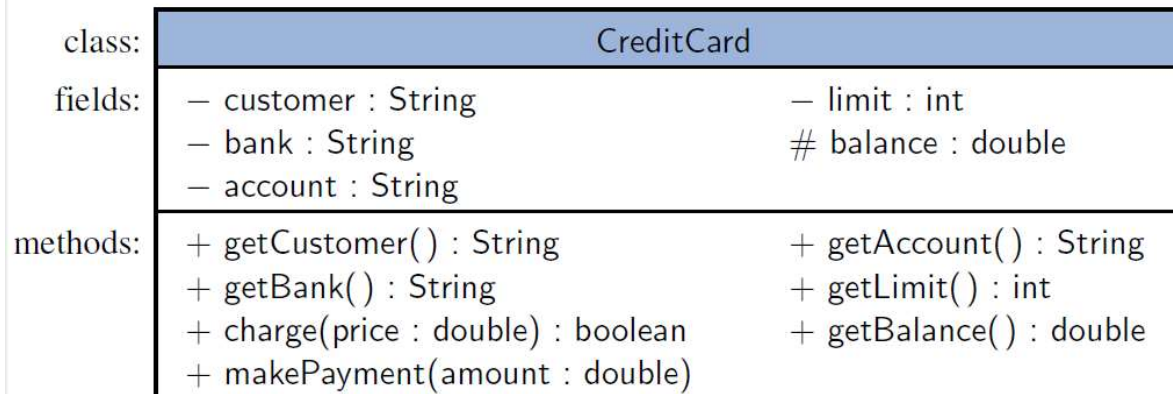 class: CreditCard
fields: − customer : String − limit : int
− bank : String # balance : double
− account : String
methods: + getCustomer( ) : String + getAccount( ) : String
+ getBank( ) : String + getLimit( ) : int
+ charge(price : double) : boolean + getBalance( ) : double
+ makePayment(amount : double)